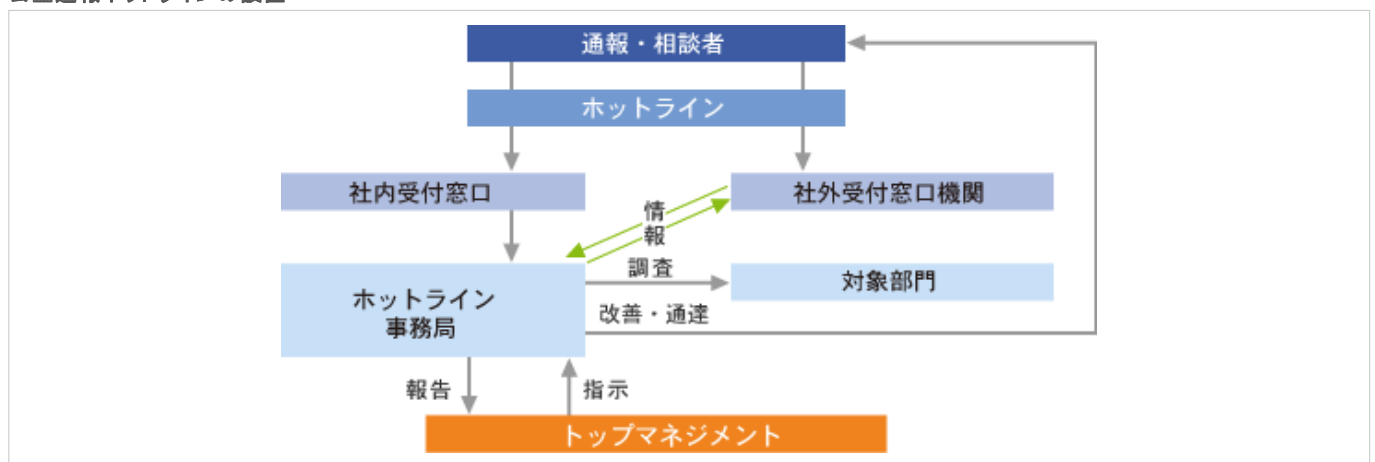 通報・相談者
ホットライン
社内受付窓口
社外受付窓口機関
情
報
調査
対象部門
ホットライン
事務局
改善・通達
報告
指示
トップマネジメント